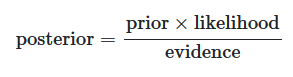 posterior = prior × likelihood / evidence